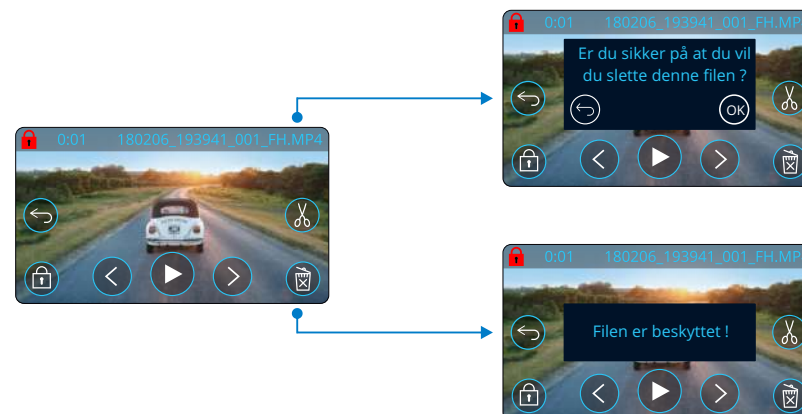 0:01 180206_193941_001_FH.MP4
0:01 180206_193941_001_FH.MP
Er du sikker på at du vil
du slette denne filen ?
OK
0:01 180206_193941_001_FH.MP
Filen er beskyttet !